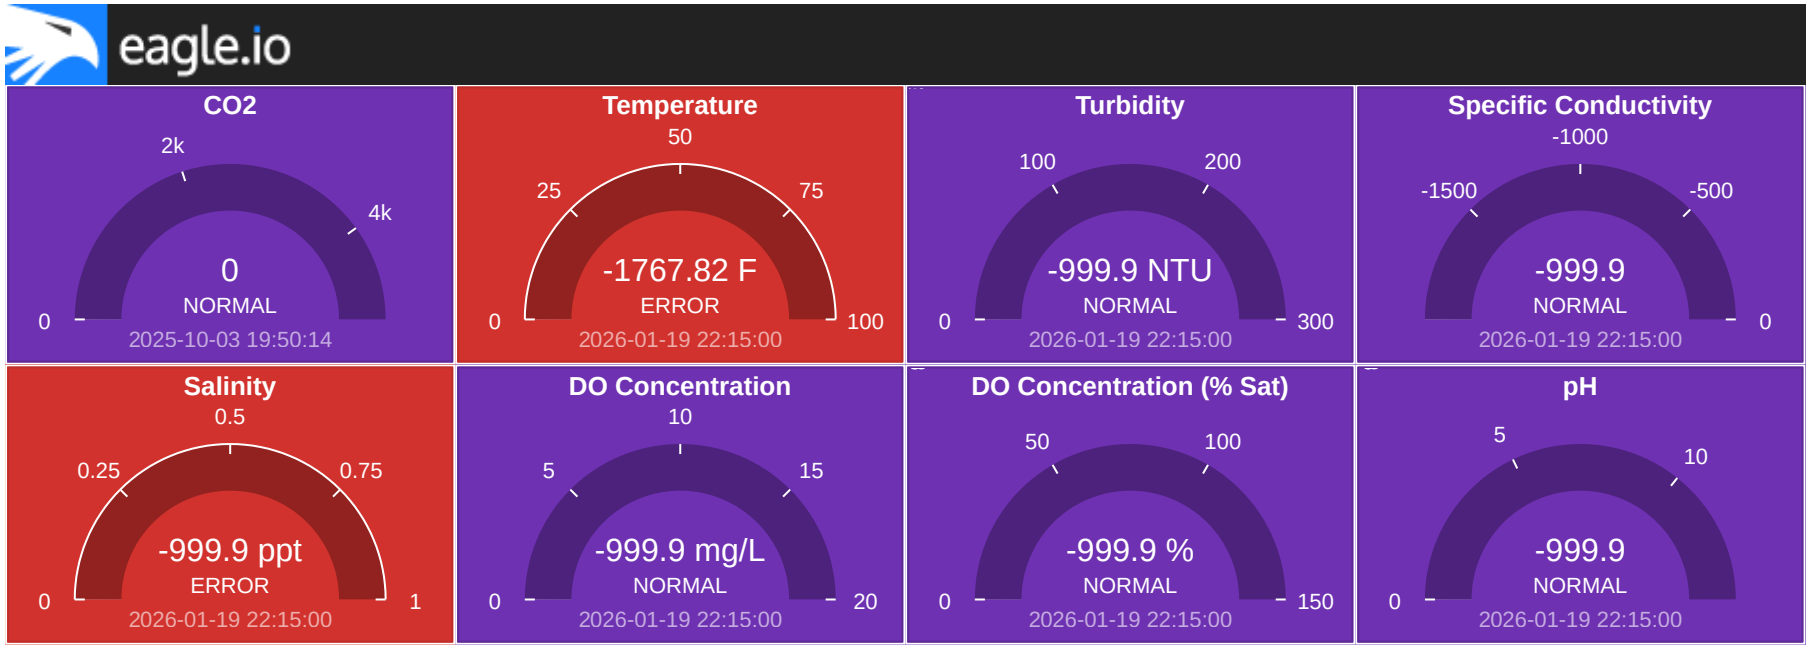 eagle.io
CO2
2k
4k
0
NORMAL
0
2025-10-03 19:50:14
Temperature
50
25
75
-1767.82 F
ERROR
0
100
2026-01-19 22:15:00
Turbidity
100
200
-999.9 NTU
NORMAL
0
300
2026-01-19 22:15:00
Specific Conductivity
-1000
-1500
-500
-999.9
NORMAL
0
2026-01-19 22:15:00
Salinity
0.5
0.25
0.75
-999.9 ppt
ERROR
0
1
2026-01-19 22:15:00
DO Concentration
10
5
15
-999.9 mg/L
NORMAL
0
20
2026-01-19 22:15:00
DO Concentration (% Sat)
50
100
-999.9 %
NORMAL
0
150
2026-01-19 22:15:00
pH
5
10
-999.9
NORMAL
0
2026-01-19 22:15:00